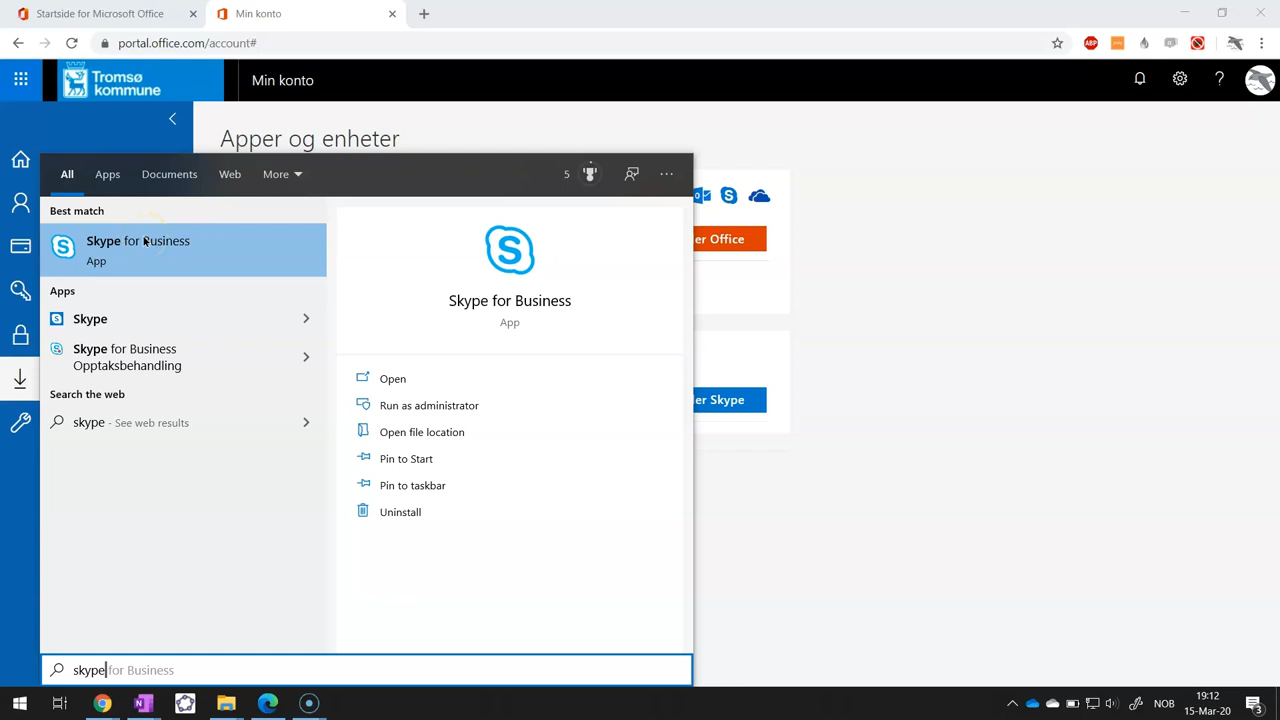 Startside for Microsoft Office
Min konto
portal.office.com/account#
ABP
Tromsø
kommune
Min konto
Apper og enheter
All
Apps
Documents
Web
More
5
Best match
Skype for Business
App
Apps
Skype
Skype for Business
Opptaksbehandling
Search the web
skype - See web results
Skype for Business
App
Open
Run as administrator
Open file location
Pin to Start
Pin to taskbar
Uninstall
er Office
er Skype
skype for Business
NOB
19:12
15-Mar-20
3